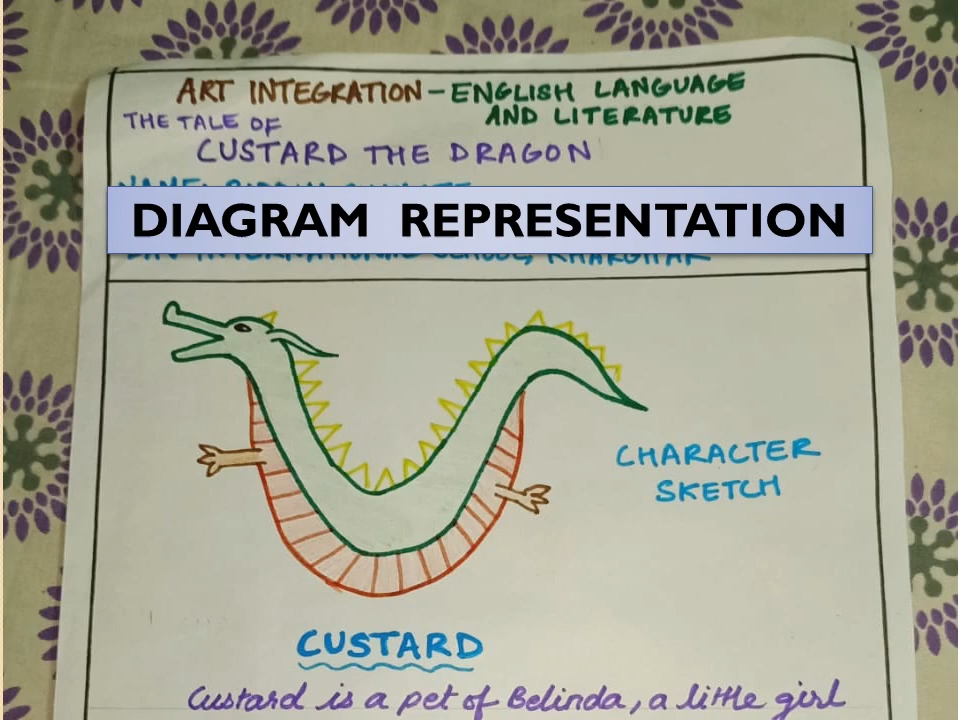 ART INTEGRATION - ENGLISH LANGUAGE
AND LITERATURE
THE TALE OF
CUSTARD THE DRAGON
DIAGRAM REPRESENTATION
CHARACTER
SKETCH
CUSTARD
Custard is a pet of Belinda, a little girl